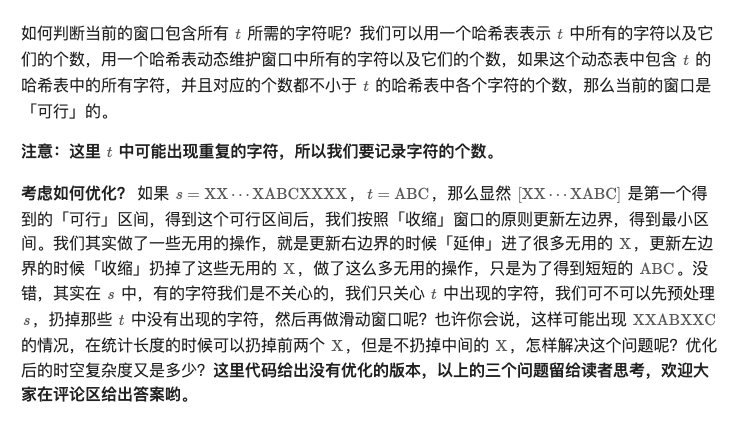 如何判断当前的窗口包含所有 t 所需的字符呢？我们可以用一个哈希表表示 t 中所有的字符以及它
们的个数，用一个哈希表动态维护窗口中所有的字符以及它们的个数，如果这个动态表中包含 t 的
哈希表中的所有字符，并且对应的个数都不小于 t 的哈希表中各个字符的个数，那么当前的窗口是
「可行」的。
注意：这里 t 中可能出现重复的字符，所以我们要记录字符的个数。
考虑如何优化？ 如果 s = XX⋯XABCXXXX，t = ABC，那么显然 [XX⋯XABC] 是第一个得
到的「可行」区间，得到这个可行区间后，我们按照「收缩」窗口的原则更新左边界，得到最小区
间。我们其实做了一些无用的操作，就是更新右边界的时候「延伸」进了很多无用的 X，更新左边
界的时候「收缩」扔掉了这些无用的 X，做了这么多无用的操作，只是为了得到短短的 ABC。没
错，其实在 s 中，有的字符我们是不关心的，我们只关心 t 中出现的字符，我们可不可以先预处理
s，扔掉那些 t 中没有出现的字符，然后再做滑动窗口呢？也许你会说，这样可能出现 XXABXXC
的情况，在统计长度的时候可以扔掉前两个 X，但是不扔掉中间的 X，怎样解决这个问题呢？优化
后的时空复杂度又是多少？这里代码给出没有优化的版本，以上的三个问题留给读者思考，欢迎大
家在评论区给出答案哟。